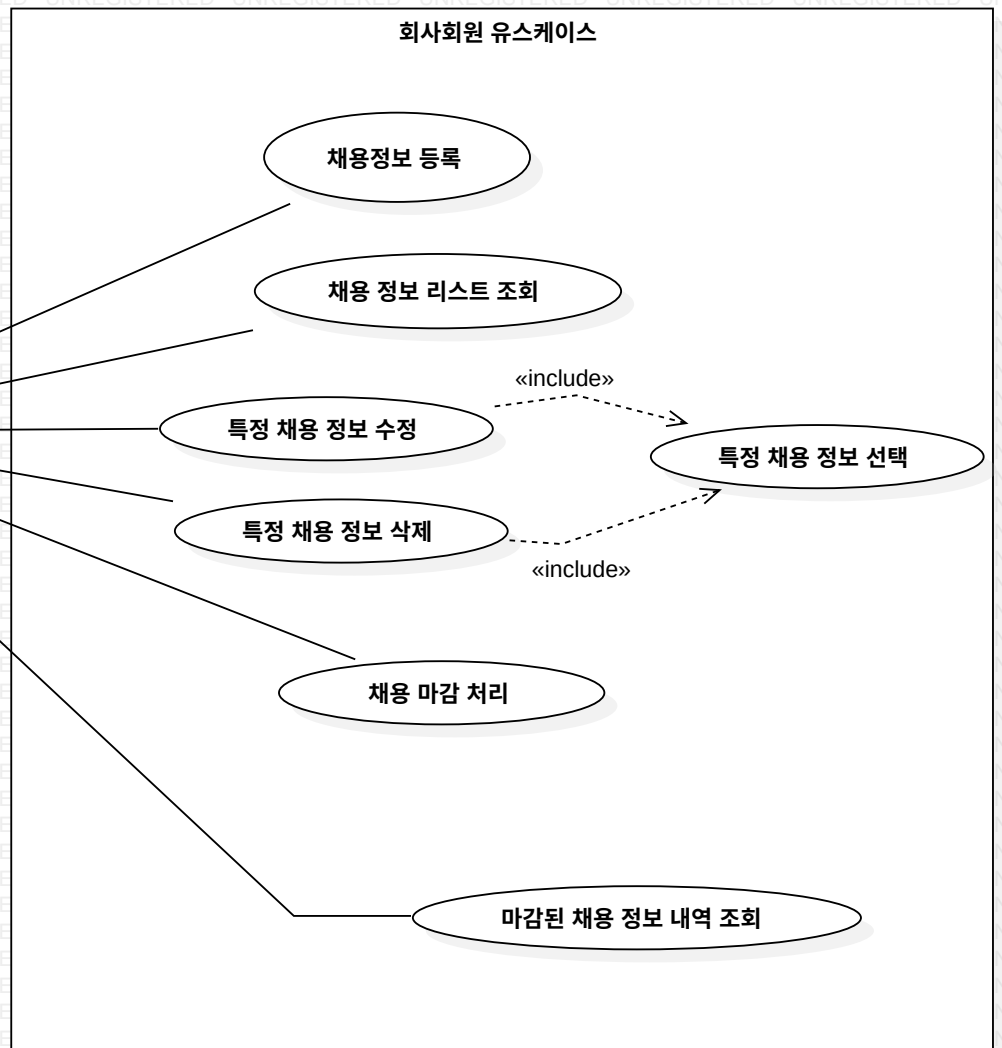 회사회원 유스케이스
채용정보 등록
채용 정보 리스트 조회
«include»
특정 채용 정보 수정
특정 채용 정보 선택
특정 채용 정보 삭제
«include»
채용 마감 처리
마감된 채용 정보 내역 조회